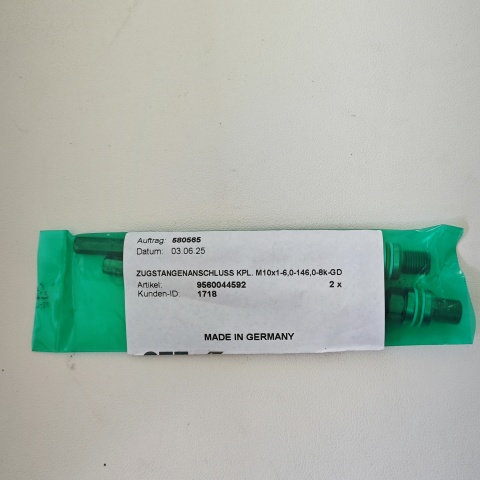 Auftrag: 580565
Datum: 03.06.25
ZUGSTANGENANSCHLUSS KPL. M10x1-6,0-146,0-8k-GD
Artikel: 9560044592 2 x
Kunden-ID: 1718
MADE IN GERMANY